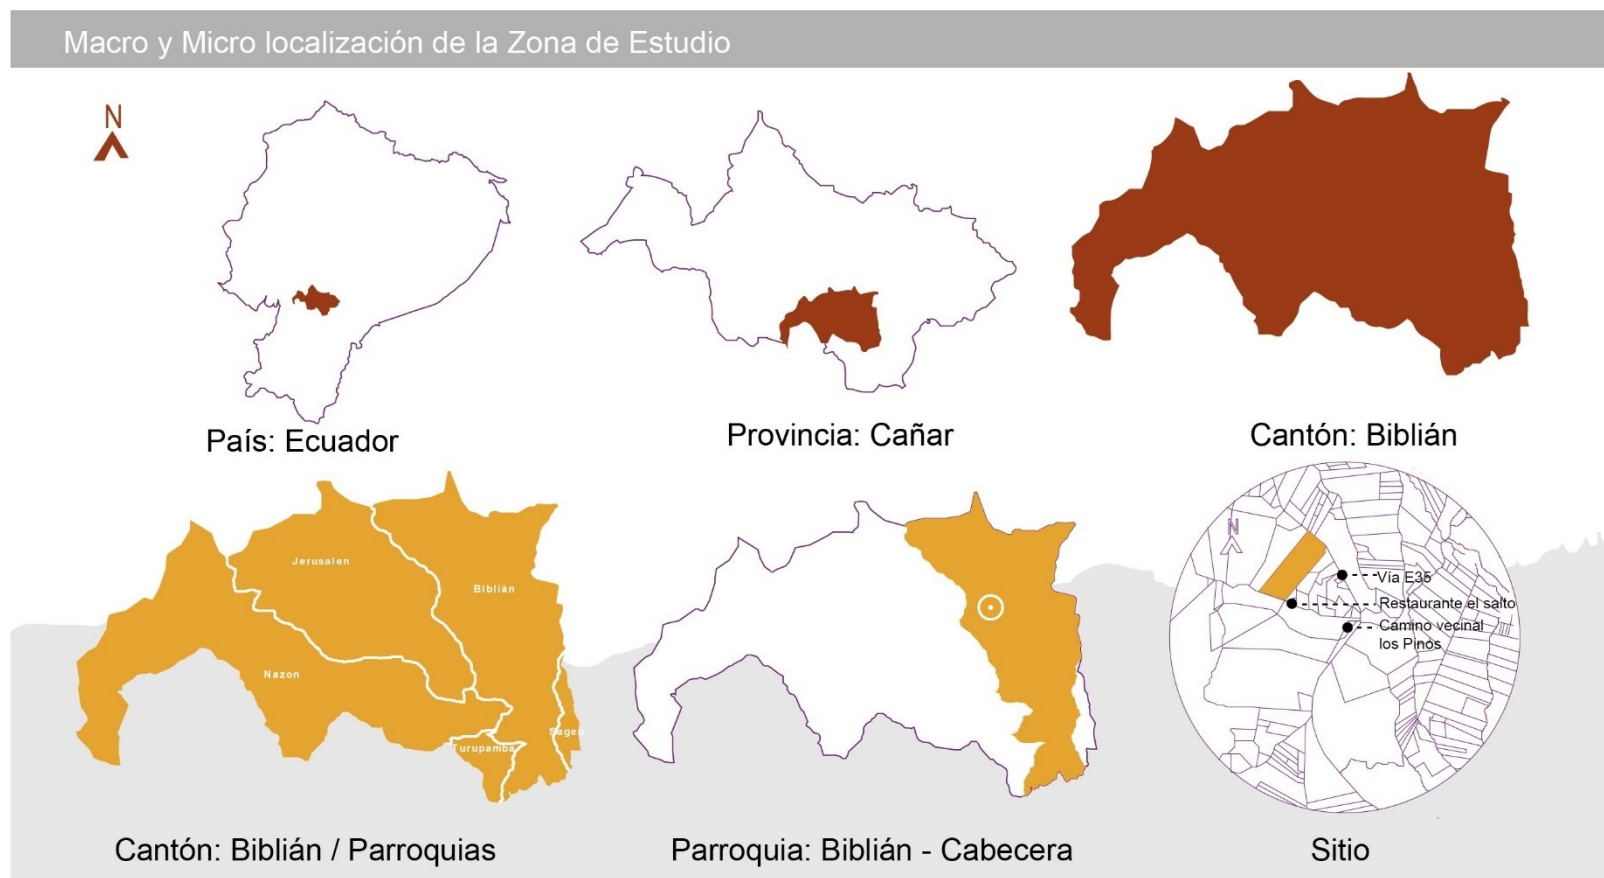 Macro y Micro localización de la Zona de Estudio
N
País: Ecuador
Provincia: Cañar
Cantón: Biblián
Jerusalen
Biblián
Nazon
Turupamba
Sageo
Cantón: Biblián / Parroquias
Parroquia: Biblián - Cabecera
N
Vía E35
Restaurante el salto
Camino vecinal
los Pinos
Sitio